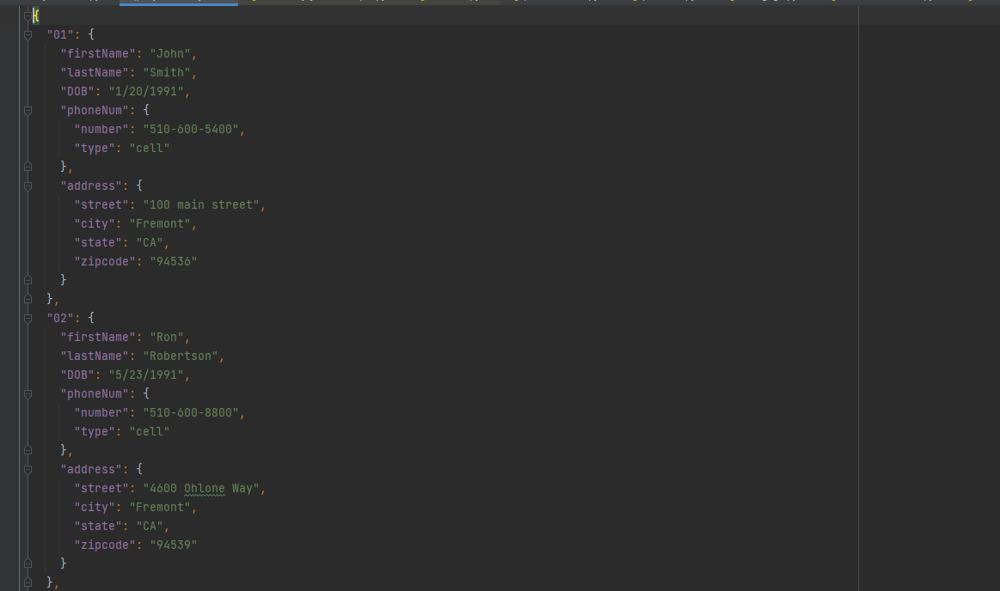 {
  "01": {
    "firstName": "John",
    "lastName": "Smith",
    "DOB": "1/20/1991",
    "phoneNum": {
      "number": "510-600-5400",
      "type": "cell"
    },
    "address": {
      "street": "100 main street",
      "city": "Fremont",
      "state": "CA",
      "zipcode": "94536"
    }
  },
  "02": {
    "firstName": "Ron",
    "lastName": "Robertson",
    "DOB": "5/23/1991",
    "phoneNum": {
      "number": "510-600-8800",
      "type": "cell"
    },
    "address": {
      "street": "4600 Ohlone Way",
      "city": "Fremont",
      "state": "CA",
      "zipcode": "94539"
    }
  },